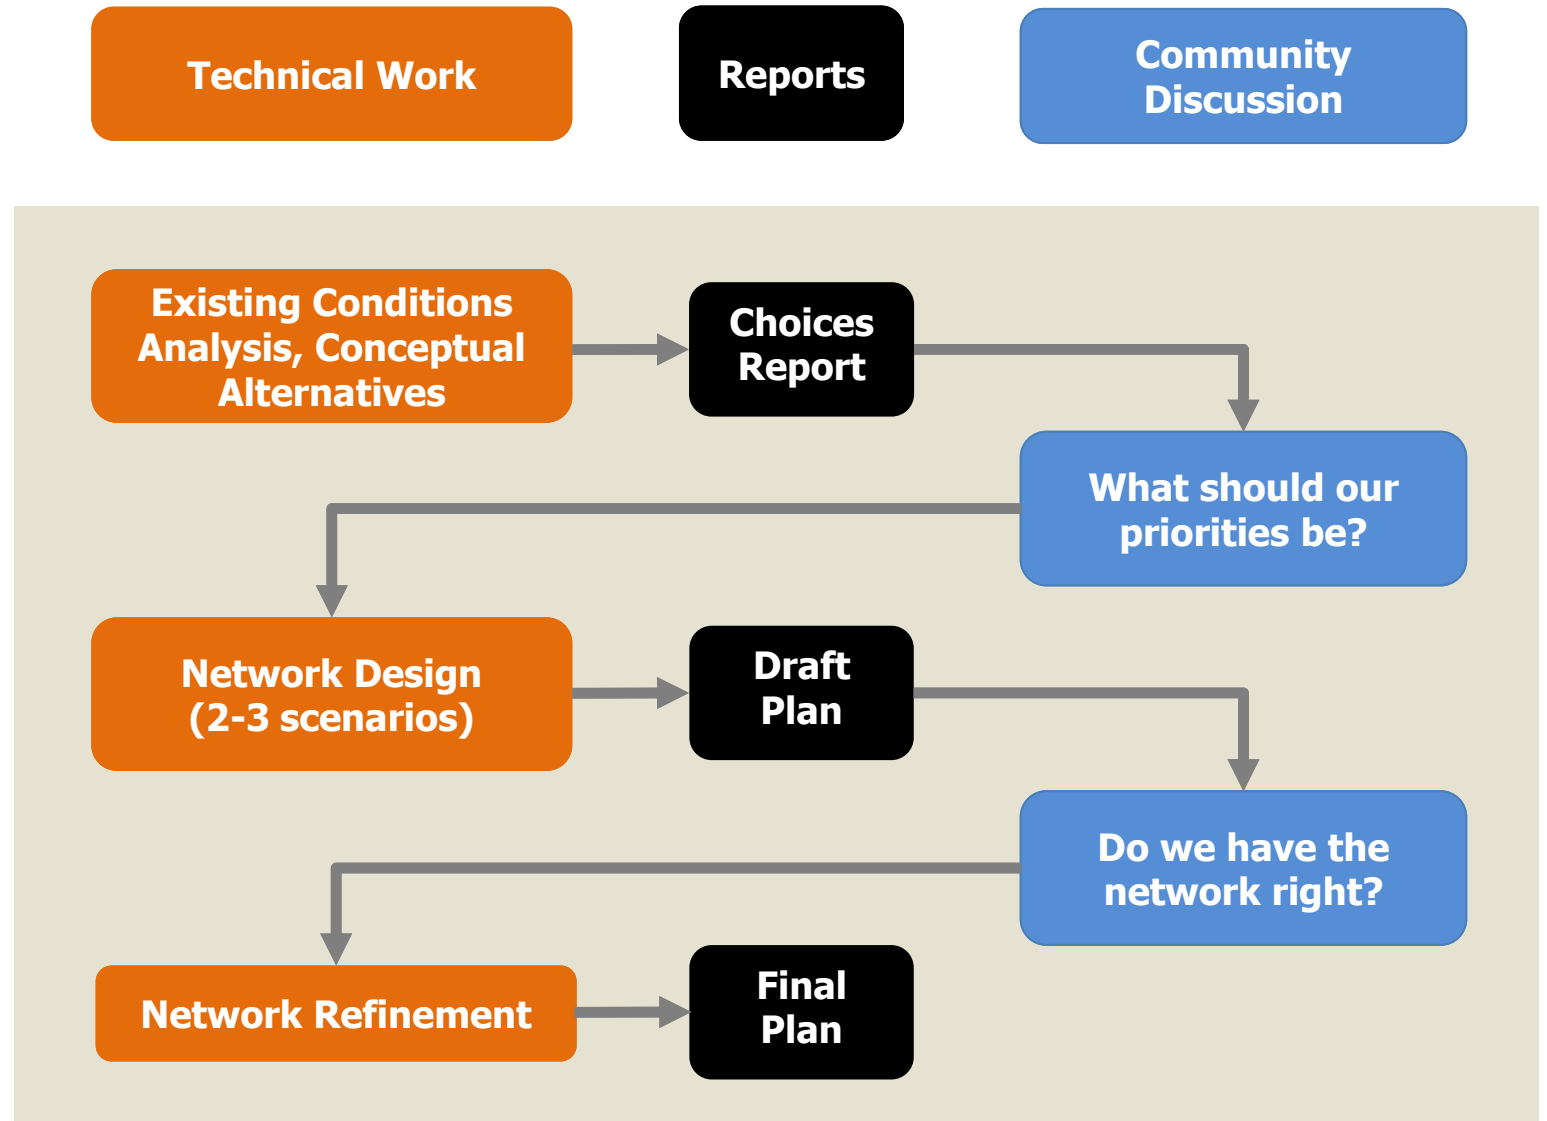 Technical Work
Reports
Community
Discussion
Existing Conditions
Analysis, Conceptual
Alternatives
Choices
Report
What should our
priorities be?
Network Design
(2-3 scenarios)
Draft
Plan
Do we have the
network right?
Network Refinement
Final
Plan